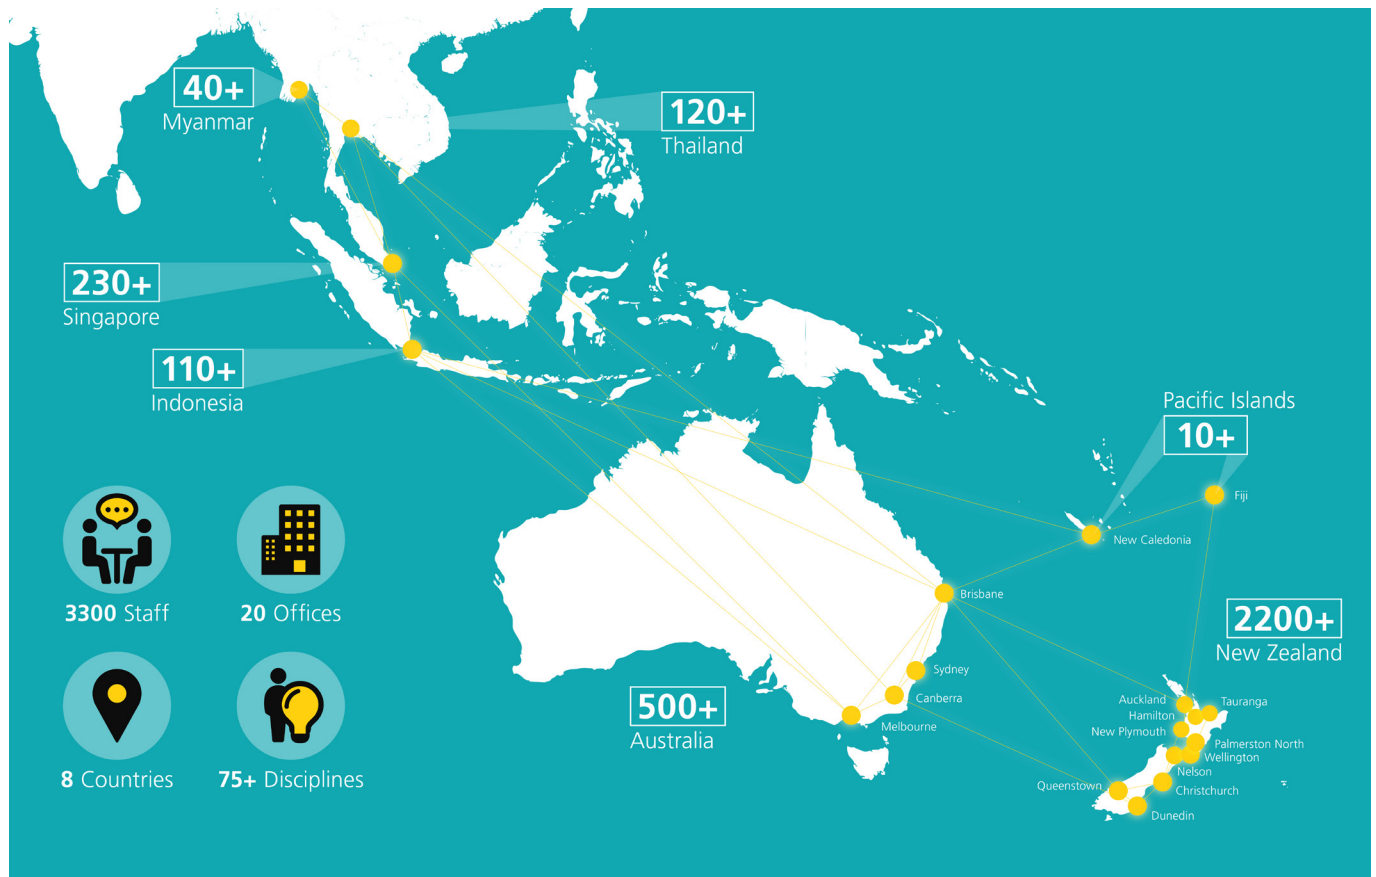 40+
Myanmar
120+
Thailand
230+
Singapore
110+
Indonesia
Pacific Islands
10+
Fiji
New Caledonia
Brisbane
2200+
New Zealand
Sydney
Canberra
Melbourne
500+
Australia
Auckland
Tauranga
Hamilton
New Plymouth
Palmerston North
Wellington
Nelson
Queenstown
Christchurch
Dunedin
3300 Staff
20 Offices
8 Countries
75+ Disciplines